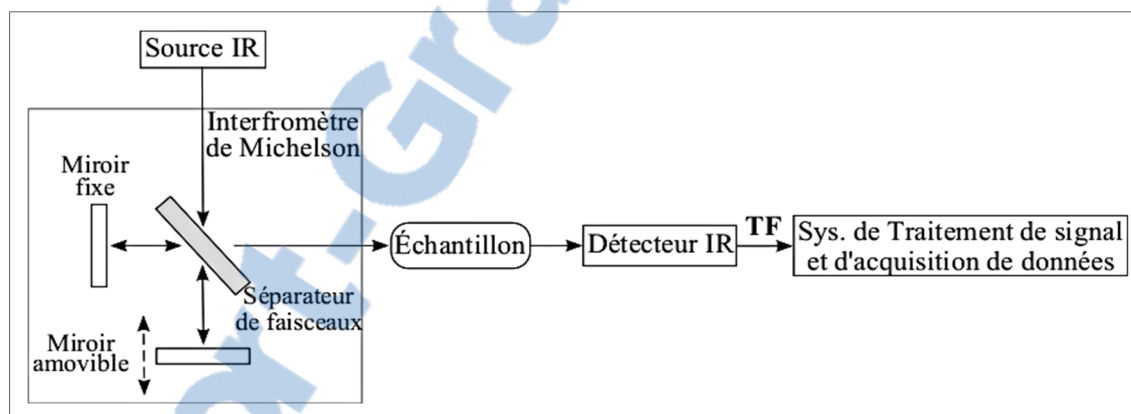 Source IR
Interfromètre
de Michelson
Miroir
fixe
Échantillon
Détecteur IR
TF
Sys. de Traitement de signal
et d'acquisition de données
Séparateur
de faisceaux
Miroir
amovible